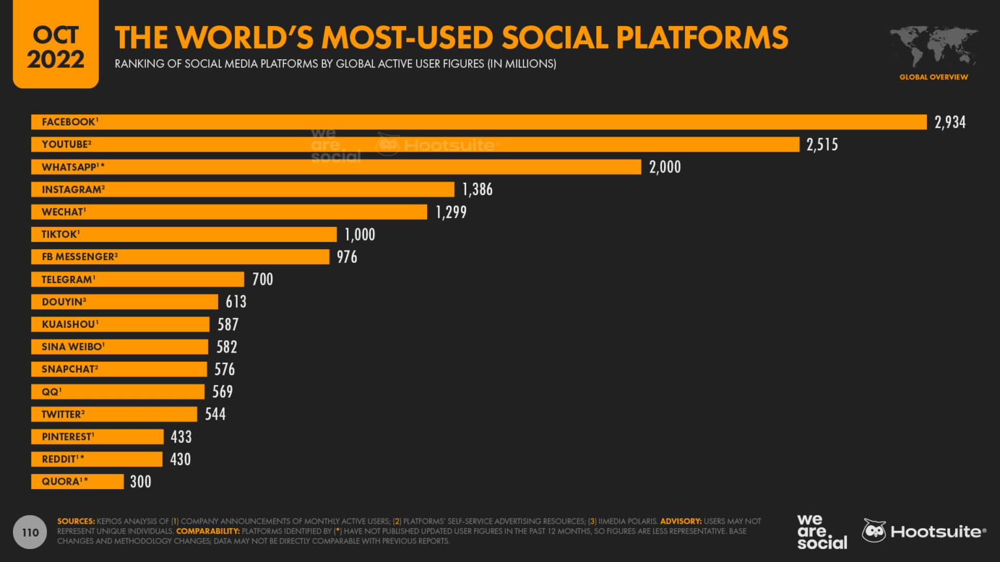 OCT
2022
THE WORLD'S MOST-USED SOCIAL PLATFORMS
RANKING OF SOCIAL MEDIA PLATFORMS BY GLOBAL ACTIVE USER FIGURES (IN MILLIONS)
GLOBAL OVERVIEW
FACEBOOK¹ 2,934
YOUTUBE² 2,515
WHATSAPP¹* 2,000
INSTAGRAM² 1,386
WECHAT¹ 1,299
TIKTOK¹ 1,000
FB MESSENGER² 976
TELEGRAM¹ 700
DOUYIN³ 613
KUAISHOU¹ 587
SINA WEIBO¹ 582
SNAPCHAT² 576
QQ¹ 569
TWITTER² 544
PINTEREST¹ 433
REDDIT¹* 430
QUORA¹* 300
we
are.
social
Hootsuite®
110
SOURCES: KEPIOS ANALYSIS OF (1) COMPANY ANNOUNCEMENTS OF MONTHLY ACTIVE USERS; (2) PLATFORMS' SELF-SERVICE ADVERTISING RESOURCES; (3) IIMEDIA POLARIS. ADVISORY: USERS MAY NOT
REPRESENT UNIQUE INDIVIDUALS. COMPARABILITY: PLATFORMS IDENTIFIED BY (*) HAVE NOT PUBLISHED UPDATED USER FIGURES IN THE PAST 12 MONTHS, SO FIGURES ARE LESS REPRESENTATIVE. BASE
CHANGES AND METHODOLOGY CHANGES; DATA MAY NOT BE DIRECTLY COMPARABLE WITH PREVIOUS REPORTS.
we
are.
social
Hootsuite®